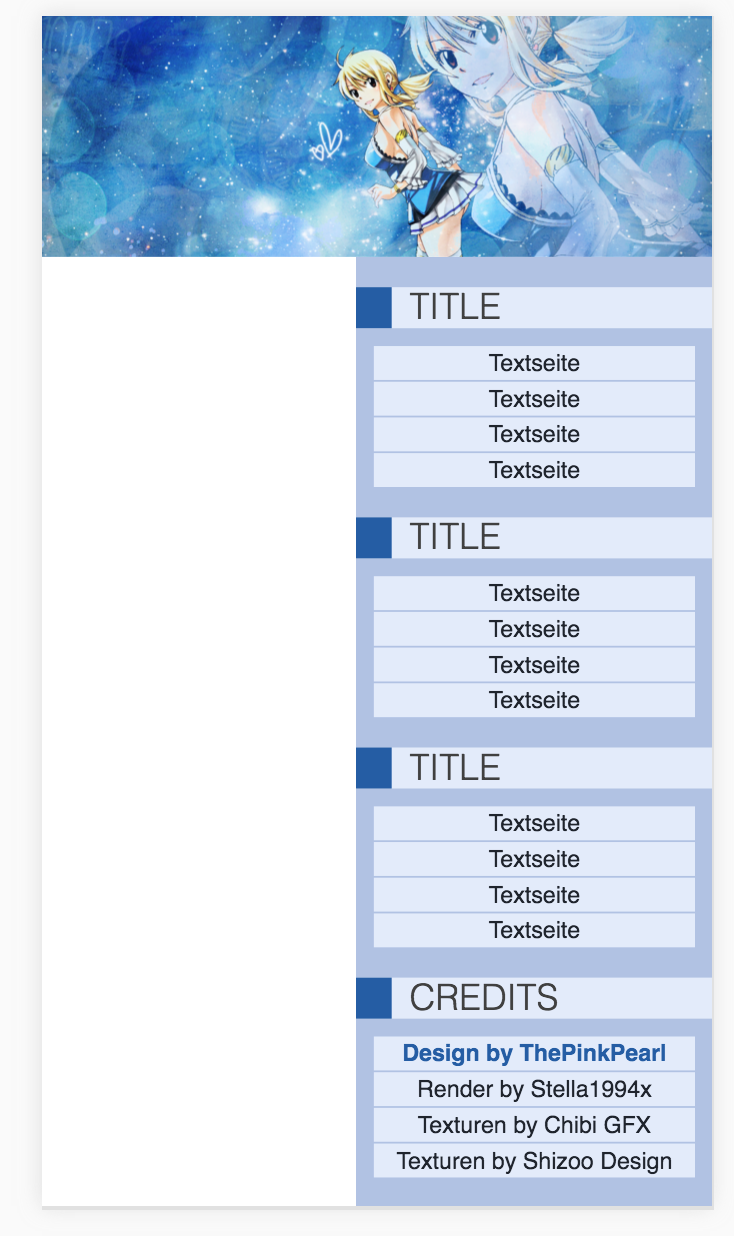 TITLE
Textseite
Textseite
Textseite
Textseite
TITLE
Textseite
Textseite
Textseite
Textseite
TITLE
Textseite
Textseite
Textseite
Textseite
CREDITS
Design by ThePinkPearl
Render by Stella1994x
Texturen by Chibi GFX
Texturen by Shizoo Design